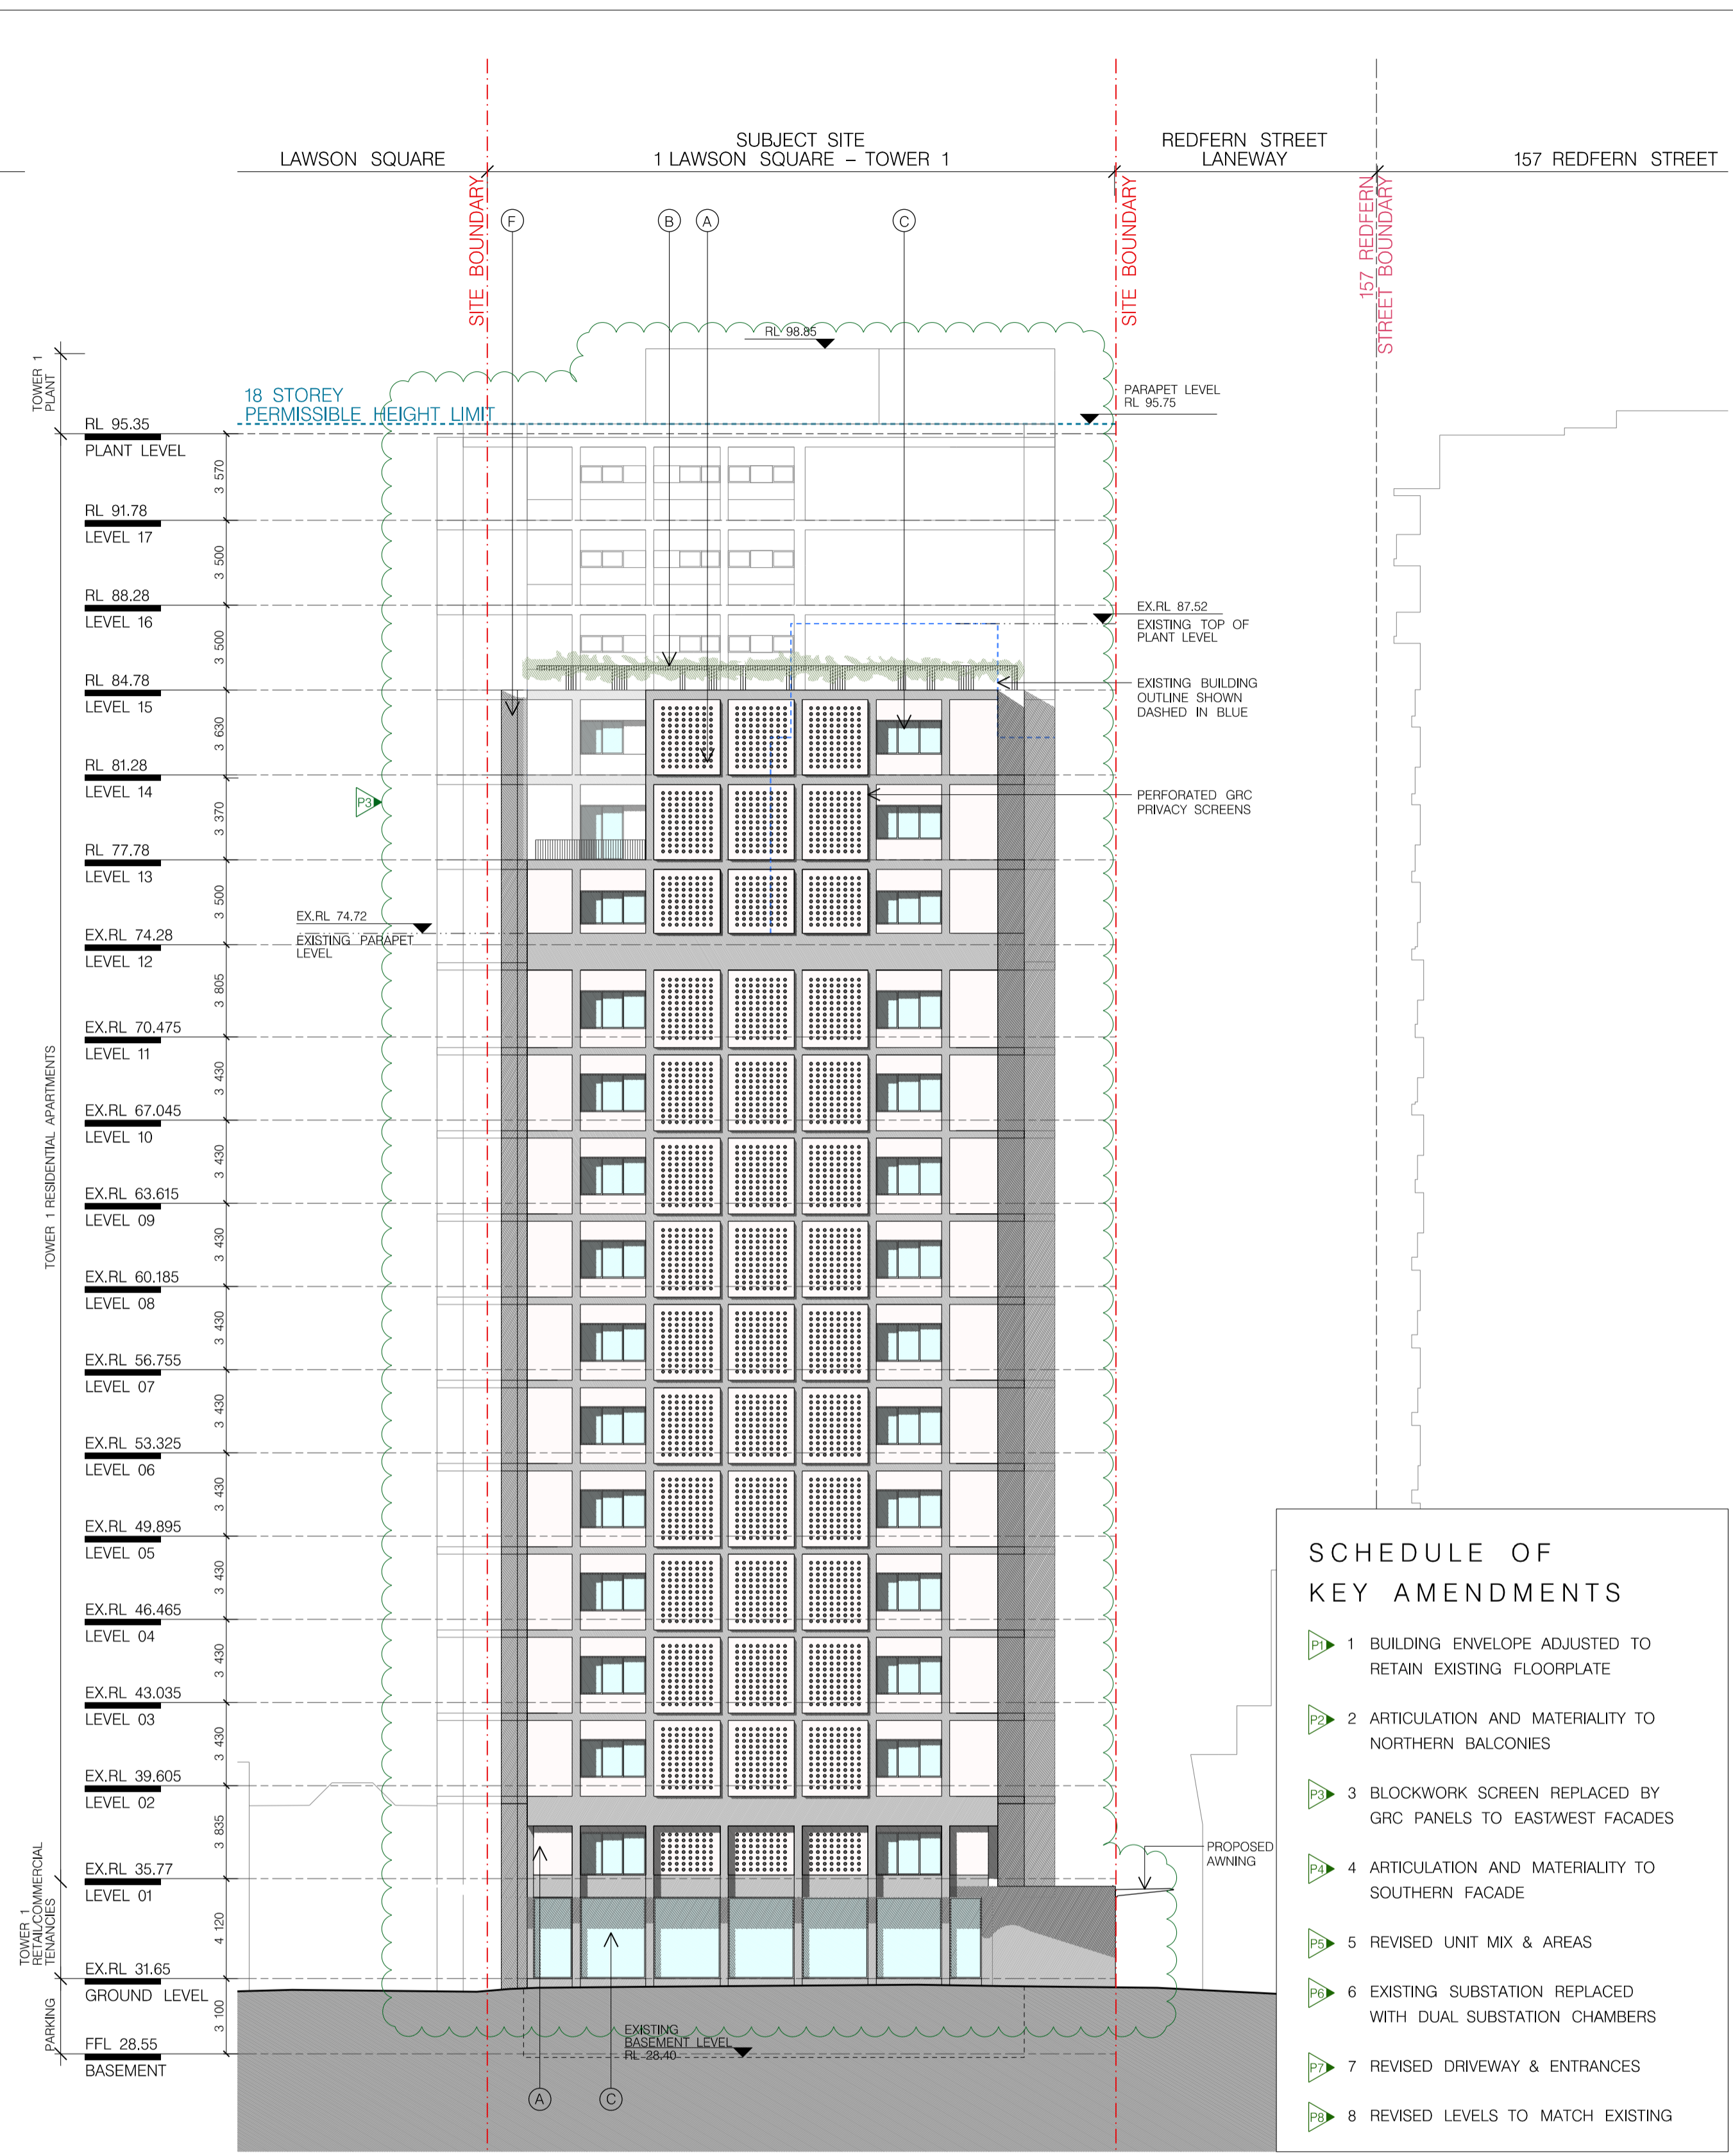 LAWSON SQUARE
SUBJECT SITE
1 LAWSON SQUARE – TOWER 1
REDFERN STREET
LANEWAY
157 REDFERN STREET
SITE BOUNDARY
SITE BOUNDARY
157 REDFERN
STREET BOUNDARY
F
B
A
C
RL 98.85
TOWER 1
PLANT
18 STOREY
PERMISSIBLE HEIGHT LIMIT
PARAPET LEVEL
RL 95.75
RL 95.35
PLANT LEVEL
3 570
RL 91.78
LEVEL 17
3 500
RL 88.28
LEVEL 16
EX.RL 87.52
EXISTING TOP OF
PLANT LEVEL
3 500
RL 84.78
LEVEL 15
EXISTING BUILDING
OUTLINE SHOWN
DASHED IN BLUE
3 630
RL 81.28
LEVEL 14
P3
PERFORATED GRC
PRIVACY SCREENS
3 370
RL 77.78
LEVEL 13
3 500
EX.RL 74.72
EXISTING PARAPET
LEVEL
EX.RL 74.28
LEVEL 12
3 805
EX.RL 70.475
LEVEL 11
3 430
EX.RL 67.045
LEVEL 10
3 430
EX.RL 63.615
LEVEL 09
3 430
EX.RL 60.185
LEVEL 08
3 430
EX.RL 56.755
LEVEL 07
3 430
EX.RL 53.325
LEVEL 06
3 430
EX.RL 49.895
LEVEL 05
3 430
EX.RL 46.465
LEVEL 04
3 430
EX.RL 43.035
LEVEL 03
3 430
EX.RL 39.605
LEVEL 02
3 835
EX.RL 35.77
LEVEL 01
4 120
EX.RL 31.65
GROUND LEVEL
3 100
FFL 28.55
BASEMENT
TOWER 1 RESIDENTIAL APARTMENTS
TOWER 1
RETAIL/COMMERCIAL
TENANCIES
PARKING
PROPOSED
AWNING
EXISTING
BASEMENT LEVEL
RL 28.40
A
C
SCHEDULE OF
KEY AMENDMENTS
P1 1 BUILDING ENVELOPE ADJUSTED TO
RETAIN EXISTING FLOORPLATE
P2 2 ARTICULATION AND MATERIALITY TO
NORTHERN BALCONIES
P3 3 BLOCKWORK SCREEN REPLACED BY
GRC PANELS TO EAST/WEST FACADES
P4 4 ARTICULATION AND MATERIALITY TO
SOUTHERN FACADE
P5 5 REVISED UNIT MIX & AREAS
P6 6 EXISTING SUBSTATION REPLACED
WITH DUAL SUBSTATION CHAMBERS
P7 7 REVISED DRIVEWAY & ENTRANCES
P8 8 REVISED LEVELS TO MATCH EXISTING